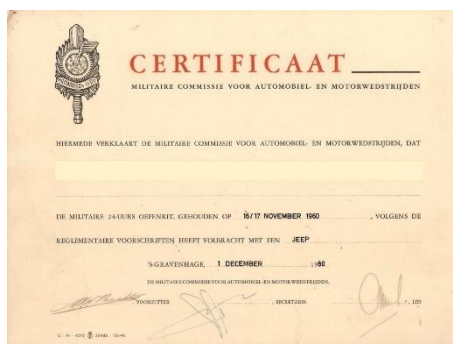 CERTIFICAAT
MILITAIRE COMMISSIE VOOR AUTOMOBIEL- EN MOTORWEDSTRIJDEN
HIERMEDE VERKLAART DE MILITAIRE COMMISSIE VOOR AUTOMOBIEL- EN MOTORWEDSTRIJDEN, DAT
DE MILITAIRE 24-UURS OEFENRIT, GEHOUDEN OP 16/17 NOVEMBER 1960, VOLGENS DE
REGLEMENTAIRE VOORSCHRIFTEN HEEFT VOLBRACHT MET EEN JEEP
'S-GRAVENHAGE, 1 DECEMBER 1960
DE MILITAIRE COMMISSIE VOOR AUTOMOBIEL- EN MOTORWEDSTRIJDEN,
VOORZITTER , SECRETARIS , LID